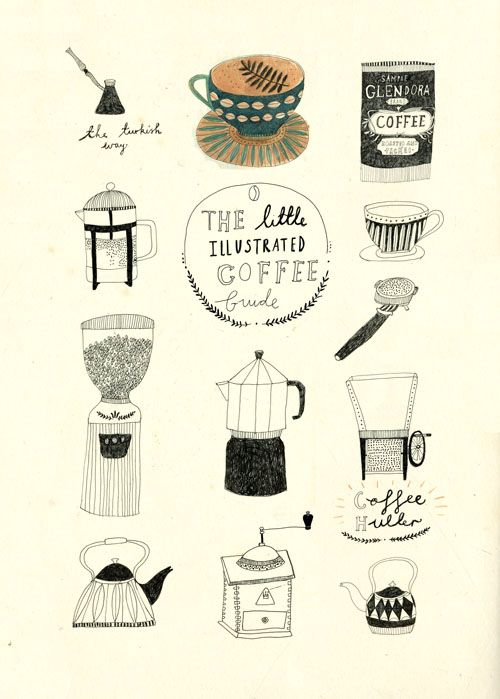 the turkish
way.
SAMPLE
GLENDORA
BRAND
COFFEE
ROASTED AND
PACKED
THE little
ILLUSTRATED
COFFEE
Guide
Coffee
Huller